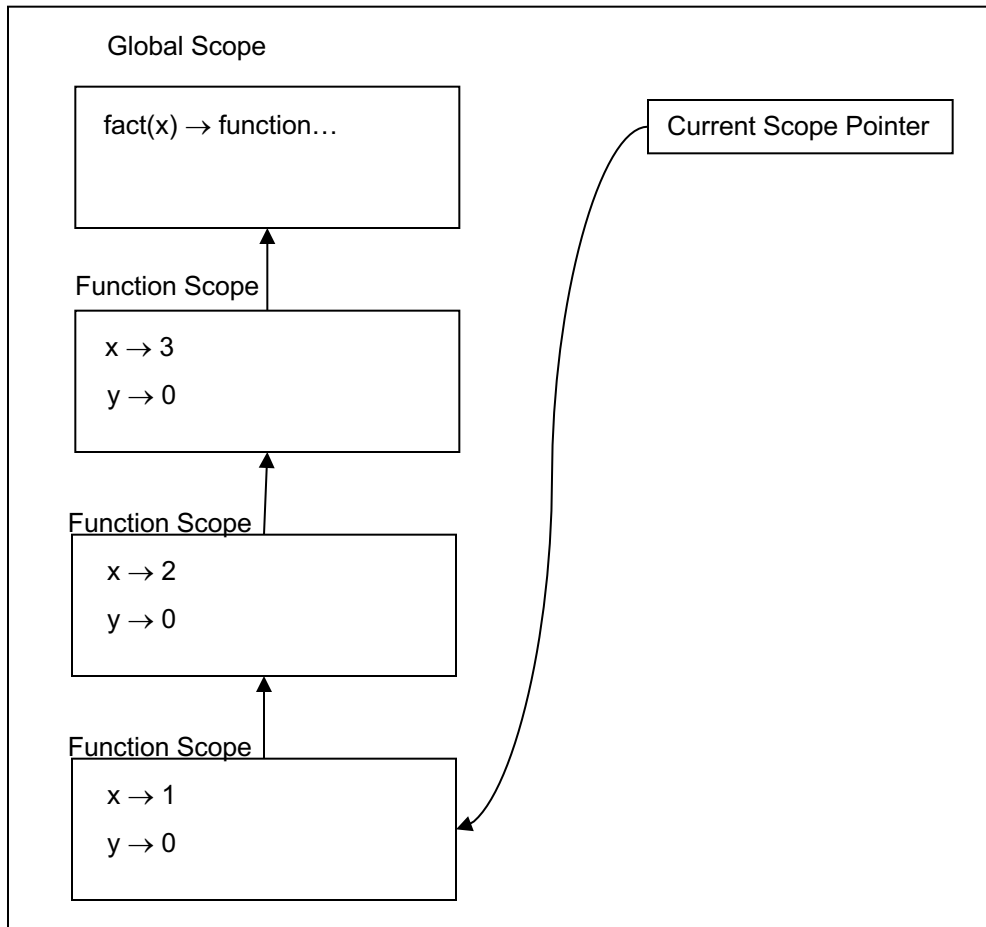 Global Scope
fact(x) → function…
Current Scope Pointer
Function Scope
x → 3
y → 0
Function Scope
x → 2
y → 0
Function Scope
x → 1
y → 0